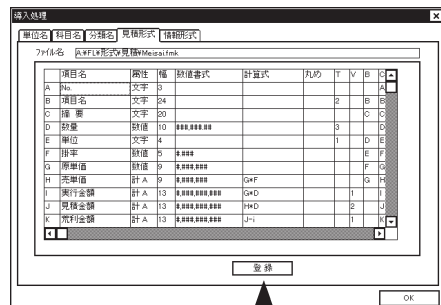 導入処理
単位名 科目名 分類名 見積形式 情報形式
ファイル名 A:¥FL¥形式¥見積¥Meisai.fmk
項目名 属性 幅 数値書式 計算式 丸め T V B C
A No. 文字 3 A
B 項目名 文字 24 2 B B
C 摘 要 文字 20 C C
D 数量 数値 10 ###,###.## 3 D
E 単位 文字 4 1 D E
F 掛率 数値 5 #.### E F
G 原単価 数値 9 #,###,### F G
H 売単価 計 A 9 #,###,### G*F G H
I 実行金額 計 A 13 #,###,###,### G*D 1 I
J 見積金額 計 A 13 #,###,###,### H*D 2 J
K 荒利金額 計 A 13 #,###,###,### J-i 1 K
登 録
OK